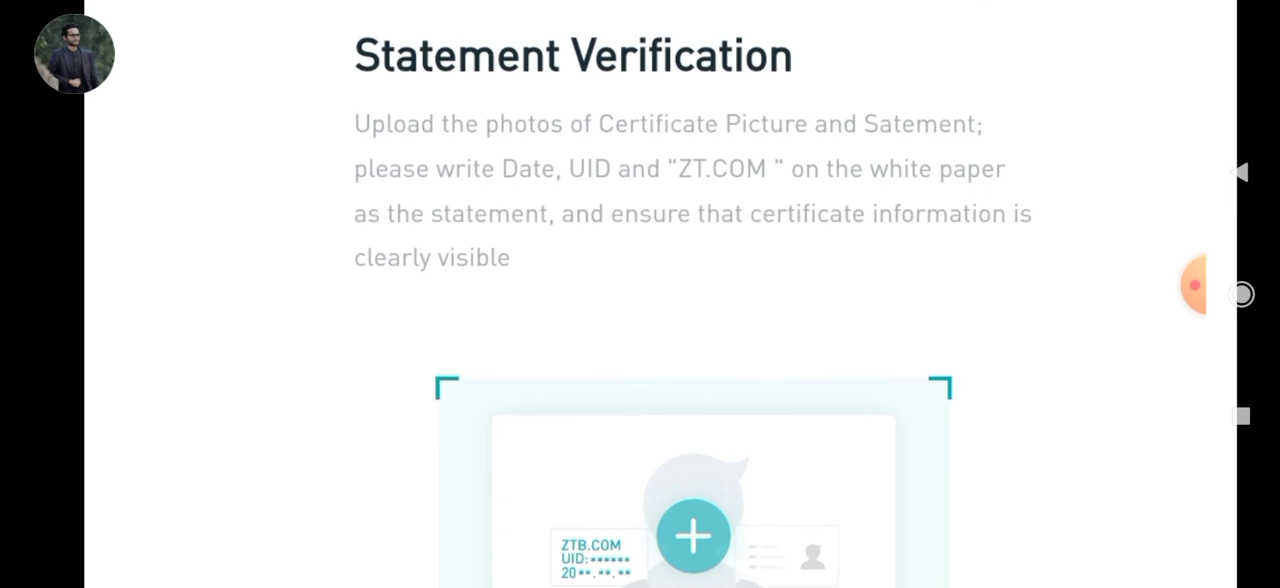 Statement Verification
Upload the photos of Certificate Picture and Satement;
please write Date, UID and "ZT.COM " on the white paper
as the statement, and ensure that certificate information is
clearly visible
ZTB.COM
UID:******
20**.**.**